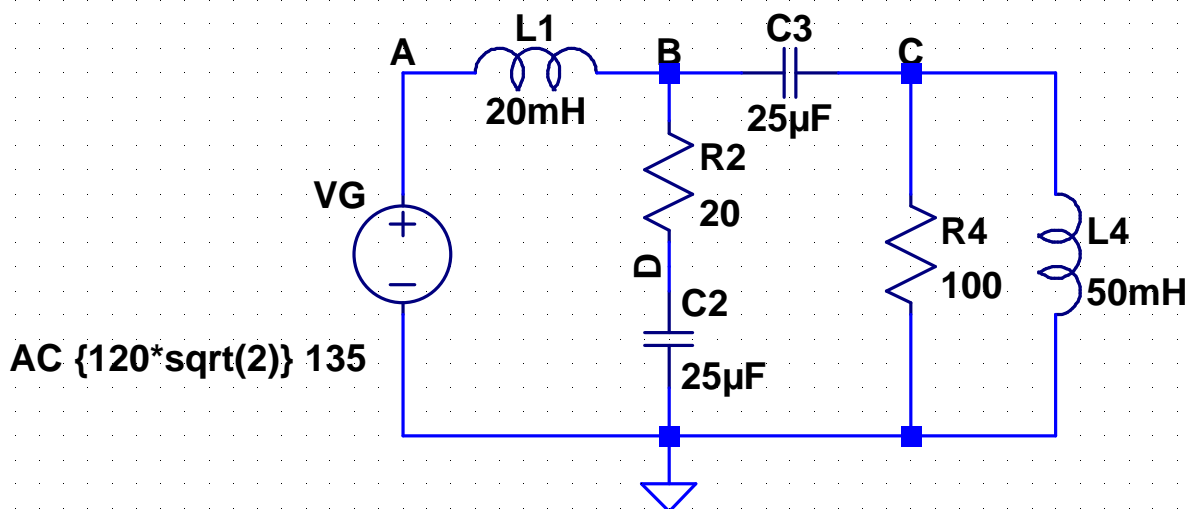 A
L1
20mH
B
C3
25µF
C
VG
R2
20
D
C2
25µF
R4
100
L4
50mH
AC {120*sqrt(2)} 135